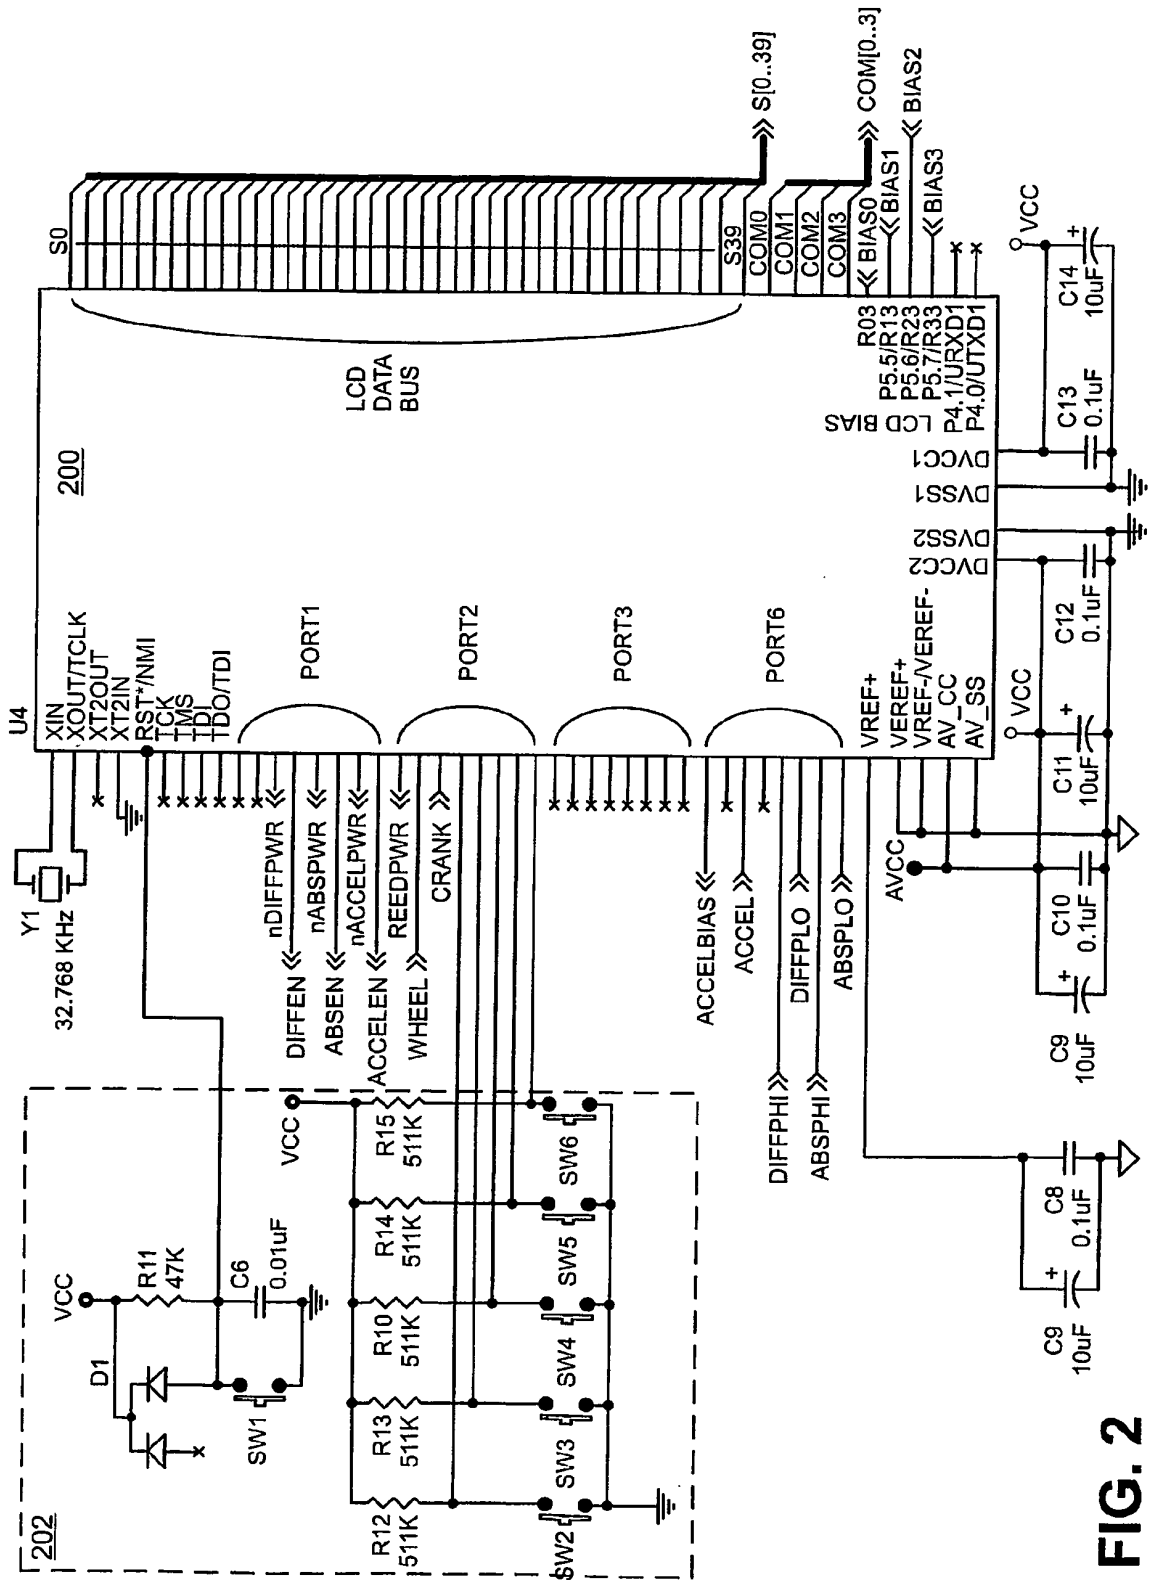 U4
200
XIN
XOUT/TCLK
XT2OUT
XT2IN
RST*/NMI
TCK
TMS
TDI
TDO/TDI
PORT1
PORT2
PORT3
PORT6
VREF+
VEREF+
VREF-/VEREF-
AV_CC
AV_SS
LCD
DATA
BUS
S0
S39
COM0
COM1
COM2
COM3
S[0..39]
COM[0..3]
BIAS0
BIAS1
BIAS2
BIAS3
R03
P5.5/R13
P5.6/R23
P5.7/R33
P4.1/URXD1
P4.0/UTXD1
LCD BIAS
DVCC1
DVSS1
DVSS2
DVCC2
Y1
32.768 KHz
nDIFFPWR
DIFFEN
nABSPWR
ABSEN
nACCELPWR
ACCELEN
REEDPWR
WHEEL
CRANK
ACCELBIAS
ACCEL
DIFFPHI
DIFFPLO
ABSPHI
ABSPLO
202
VCC
D1
R11
47K
C6
0.01uF
SW1
VCC
R12
511K
R13
511K
R10
511K
R14
511K
R15
511K
SW2
SW3
SW4
SW5
SW6
C9
10uF
+
C8
0.1uF
C9
10uF
+
C10
0.1uF
AVCC
C11
10uF
+
VCC
C12
0.1uF
C13
0.1uF
C14
10uF
+
VCC
FIG. 2